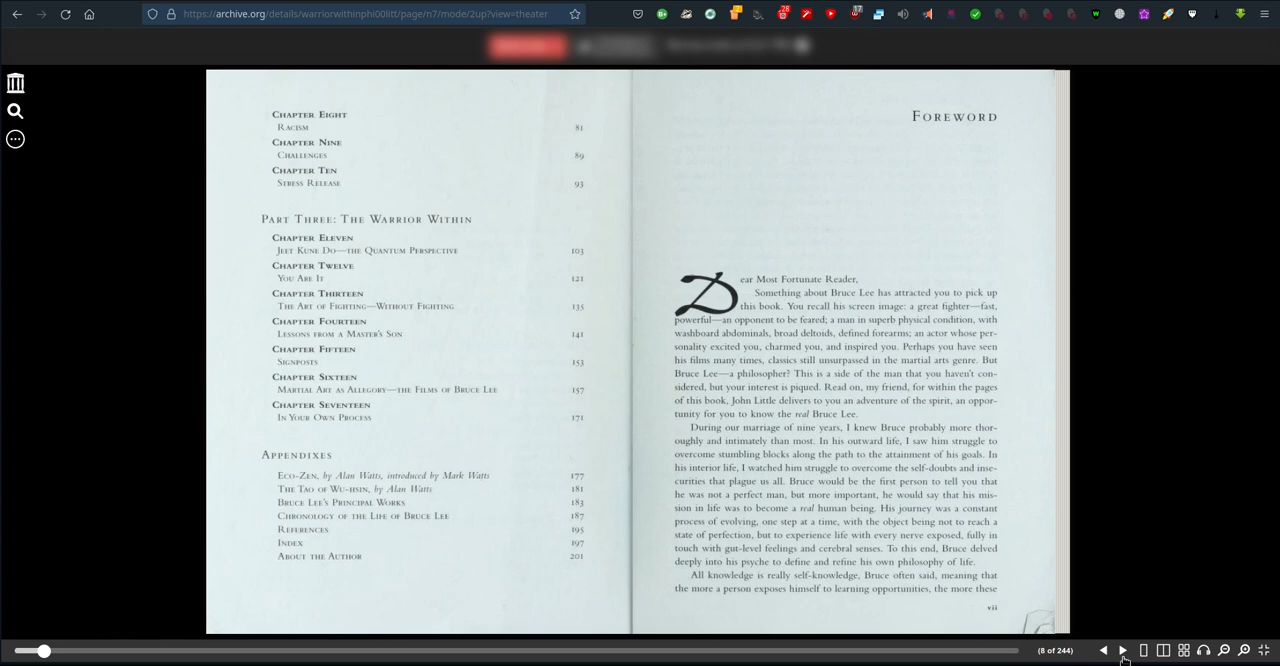 https://archive.org/details/warriorwithinphi00litt/page/n7/mode/2up?view=theater
28
17
CHAPTER EIGHT
RACISM 81
CHAPTER NINE
CHALLENGES 89
CHAPTER TEN
STRESS RELEASE 93
PART THREE: THE WARRIOR WITHIN
CHAPTER ELEVEN
JEET KUNE DO—THE QUANTUM PERSPECTIVE 103
CHAPTER TWELVE
YOU ARE IT 121
CHAPTER THIRTEEN
THE ART OF FIGHTING—WITHOUT FIGHTING 135
CHAPTER FOURTEEN
LESSONS FROM A MASTER'S SON 141
CHAPTER FIFTEEN
SIGNPOSTS 153
CHAPTER SIXTEEN
MARTIAL ART AS ALLEGORY—THE FILMS OF BRUCE LEE 157
CHAPTER SEVENTEEN
IN YOUR OWN PROCESS 171
APPENDIXES
ECO-ZEN, by Alan Watts, introduced by Mark Watts 177
THE TAO OF WU-HSIN, by Alan Watts 181
BRUCE LEE'S PRINCIPAL WORKS 183
CHRONOLOGY OF THE LIFE OF BRUCE LEE 187
REFERENCES 195
INDEX 197
ABOUT THE AUTHOR 201
FOREWORD
Dear Most Fortunate Reader,
Something about Bruce Lee has attracted you to pick up
this book. You recall his screen image: a great fighter—fast,
powerful—an opponent to be feared; a man in superb physical condition, with
washboard abdominals, broad deltoids, defined forearms; an actor whose per-
sonality excited you, charmed you, and inspired you. Perhaps you have seen
his films many times, classics still unsurpassed in the martial arts genre. But
Bruce Lee—a philosopher? This is a side of the man that you haven't con-
sidered, but your interest is piqued. Read on, my friend, for within the pages
of this book, John Little delivers to you an adventure of the spirit, an oppor-
tunity for you to know the real Bruce Lee.
During our marriage of nine years, I knew Bruce probably more thor-
oughly and intimately than most. In his outward life, I saw him struggle to
overcome stumbling blocks along the path to the attainment of his goals. In
his interior life, I watched him struggle to overcome the self-doubts and inse-
curities that plague us all. Bruce would be the first person to tell you that
he was not a perfect man, but more important, he would say that his mis-
sion in life was to become a real human being. His journey was a constant
process of evolving, one step at a time, with the object being not to reach a
state of perfection, but to experience life with every nerve exposed, fully in
touch with gut-level feelings and cerebral senses. To this end, Bruce delved
deeply into his psyche to define and refine his own philosophy of life.
All knowledge is really self-knowledge, Bruce often said, meaning that
the more a person exposes himself to learning opportunities, the more these
vii
(8 of 244)